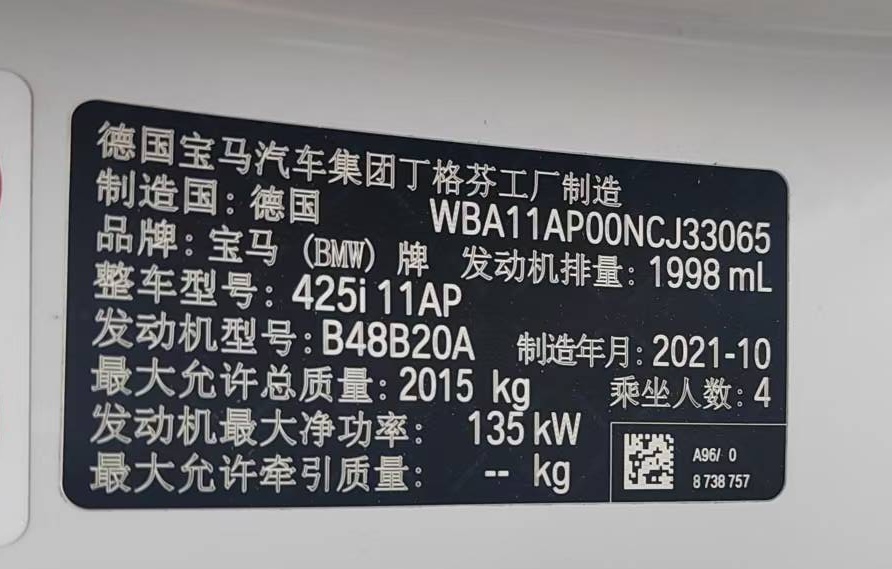 德国宝马汽车集团丁格芬工厂制造
制造国：德国 WBA11AP00NCJ33065
品牌：宝马（BMW）牌 发动机排量：1998 mL
整车型号：425i 11AP
发动机型号：B48B20A 制造年月：2021-10
最大允许总质量：2015 kg 乘坐人数：4
发动机最大净功率： 135 kW
最大允许牵引质量： -- kg
A96/ 0
8 738 757